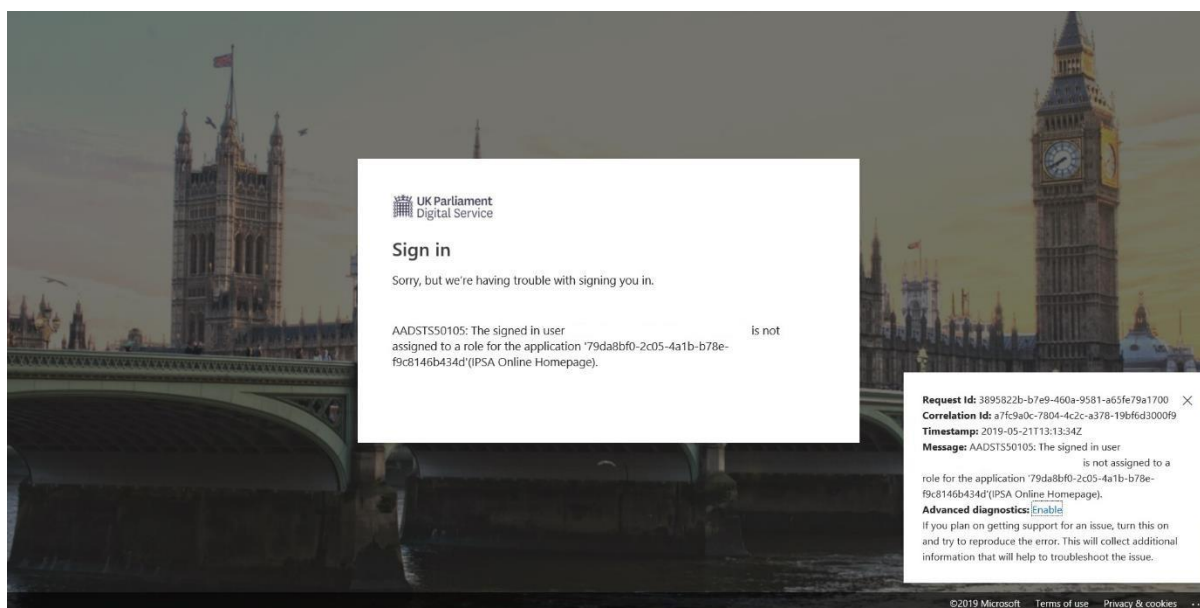 UK Parliament
Digital Service
Sign in
Sorry, but we're having trouble with signing you in.
AADSTS50105: The signed in user is not
assigned to a role for the application '79da8bf0-2c05-4a1b-b78e-
f9c8146b434d'(IPSA Online Homepage).
Request Id: 3895822b-b7e9-460a-9581-a65fe79a1700
Correlation Id: a7fc9a0c-7804-4c2c-a378-19bf6d3000f9
Timestamp: 2019-05-21T13:13:34Z
Message: AADSTS50105: The signed in user
is not assigned to a
role for the application '79da8bf0-2c05-4a1b-b78e-
f9c8146b434d'(IPSA Online Homepage).
Advanced diagnostics: Enable
If you plan on getting support for an issue, turn this on
and try to reproduce the error. This will collect additional
information that will help to troubleshoot the issue.
©2019 Microsoft Terms of use Privacy & cookies ...